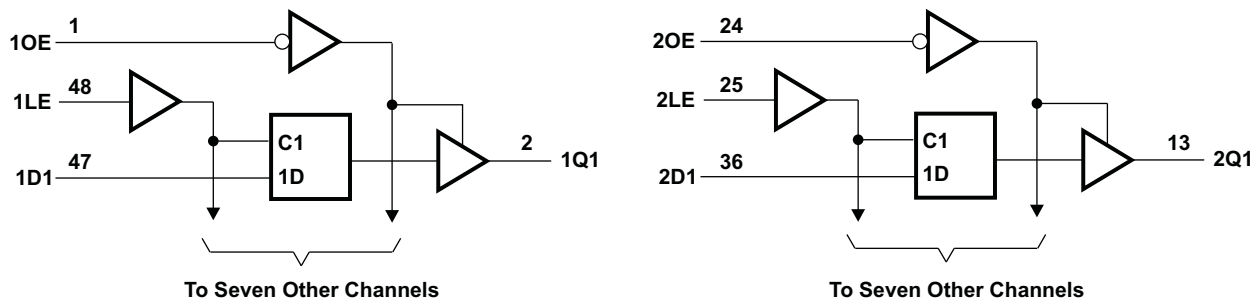 1OE 1
1LE 48
C1
1D1 47 1D
2 1Q1
To Seven Other Channels
2OE 24
2LE 25
C1
2D1 36 1D
13 2Q1
To Seven Other Channels